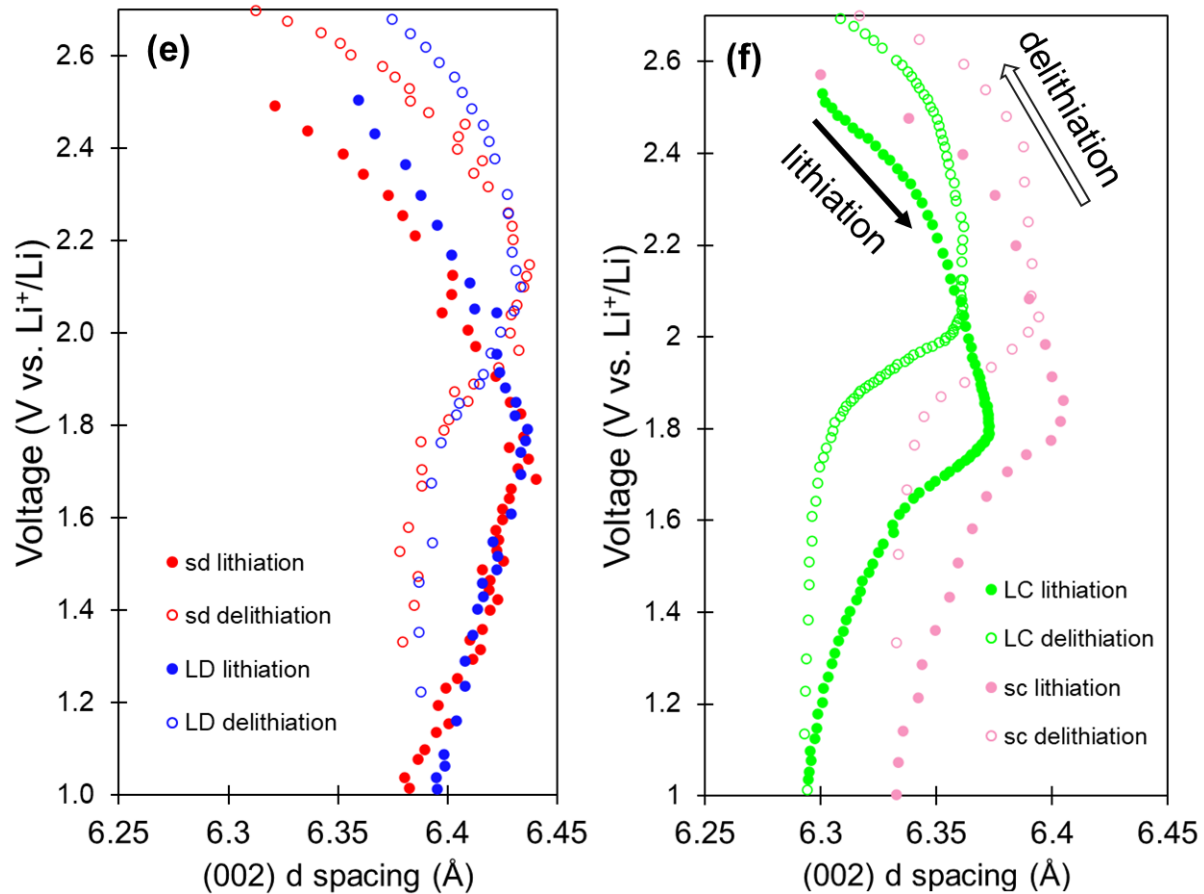 (e)
Voltage (V vs. Li⁺/Li)
2.6
2.4
2.2
2.0
1.8
1.6
1.4
1.2
1.0
sd lithiation
sd delithiation
LD lithiation
LD delithiation
6.25
6.3
6.35
6.4
6.45
(002) d spacing (Å)
(f)
Voltage (V vs. Li⁺/Li)
2.6
2.4
2.2
2
1.8
1.6
1.4
1.2
1
lithiation
delithiation
LC lithiation
LC delithiation
sc lithiation
sc delithiation
6.25
6.3
6.35
6.4
6.45
(002) d spacing (Å)